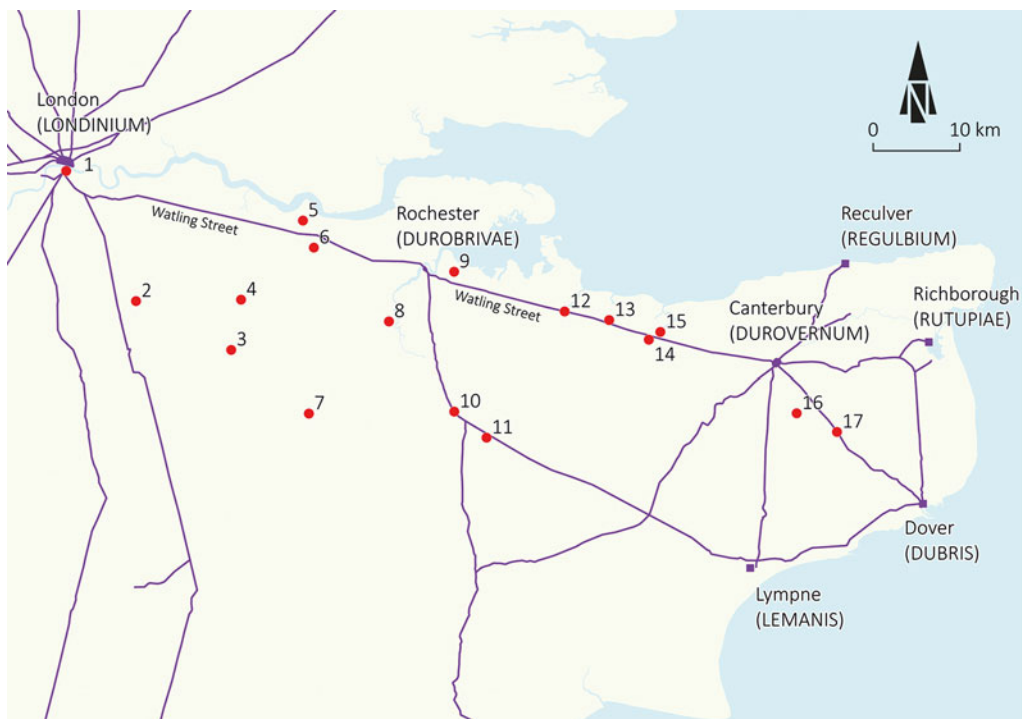 London
(LONDINIUM)
1
N
0 10 km
Watling Street
5
6
Rochester
(DUROBRIVAE)
Reculver
(REGULBIUM)
9
2
4
Watling Street
12
13
15
14
8
3
Canterbury
(DUROVERNUM)
Richborough
(RUTUPIAE)
7
10
11
16
17
Dover
(DUBRIS)
Lympne
(LEMANIS)